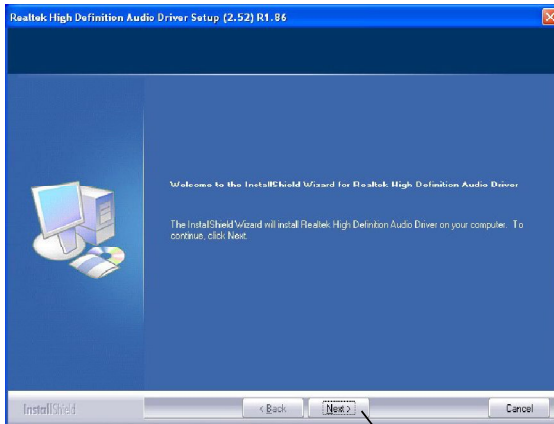 Realtek High Definition Audio Driver Setup (2.52) R1.86
Welcome to the InstallShield Wizard for Realtek High Definition Audio Driver
The InstallShield Wizard will install Realtek High Definition Audio Driver on your computer. To
continue, click Next.
InstallShield
< Back
Next >
Cancel